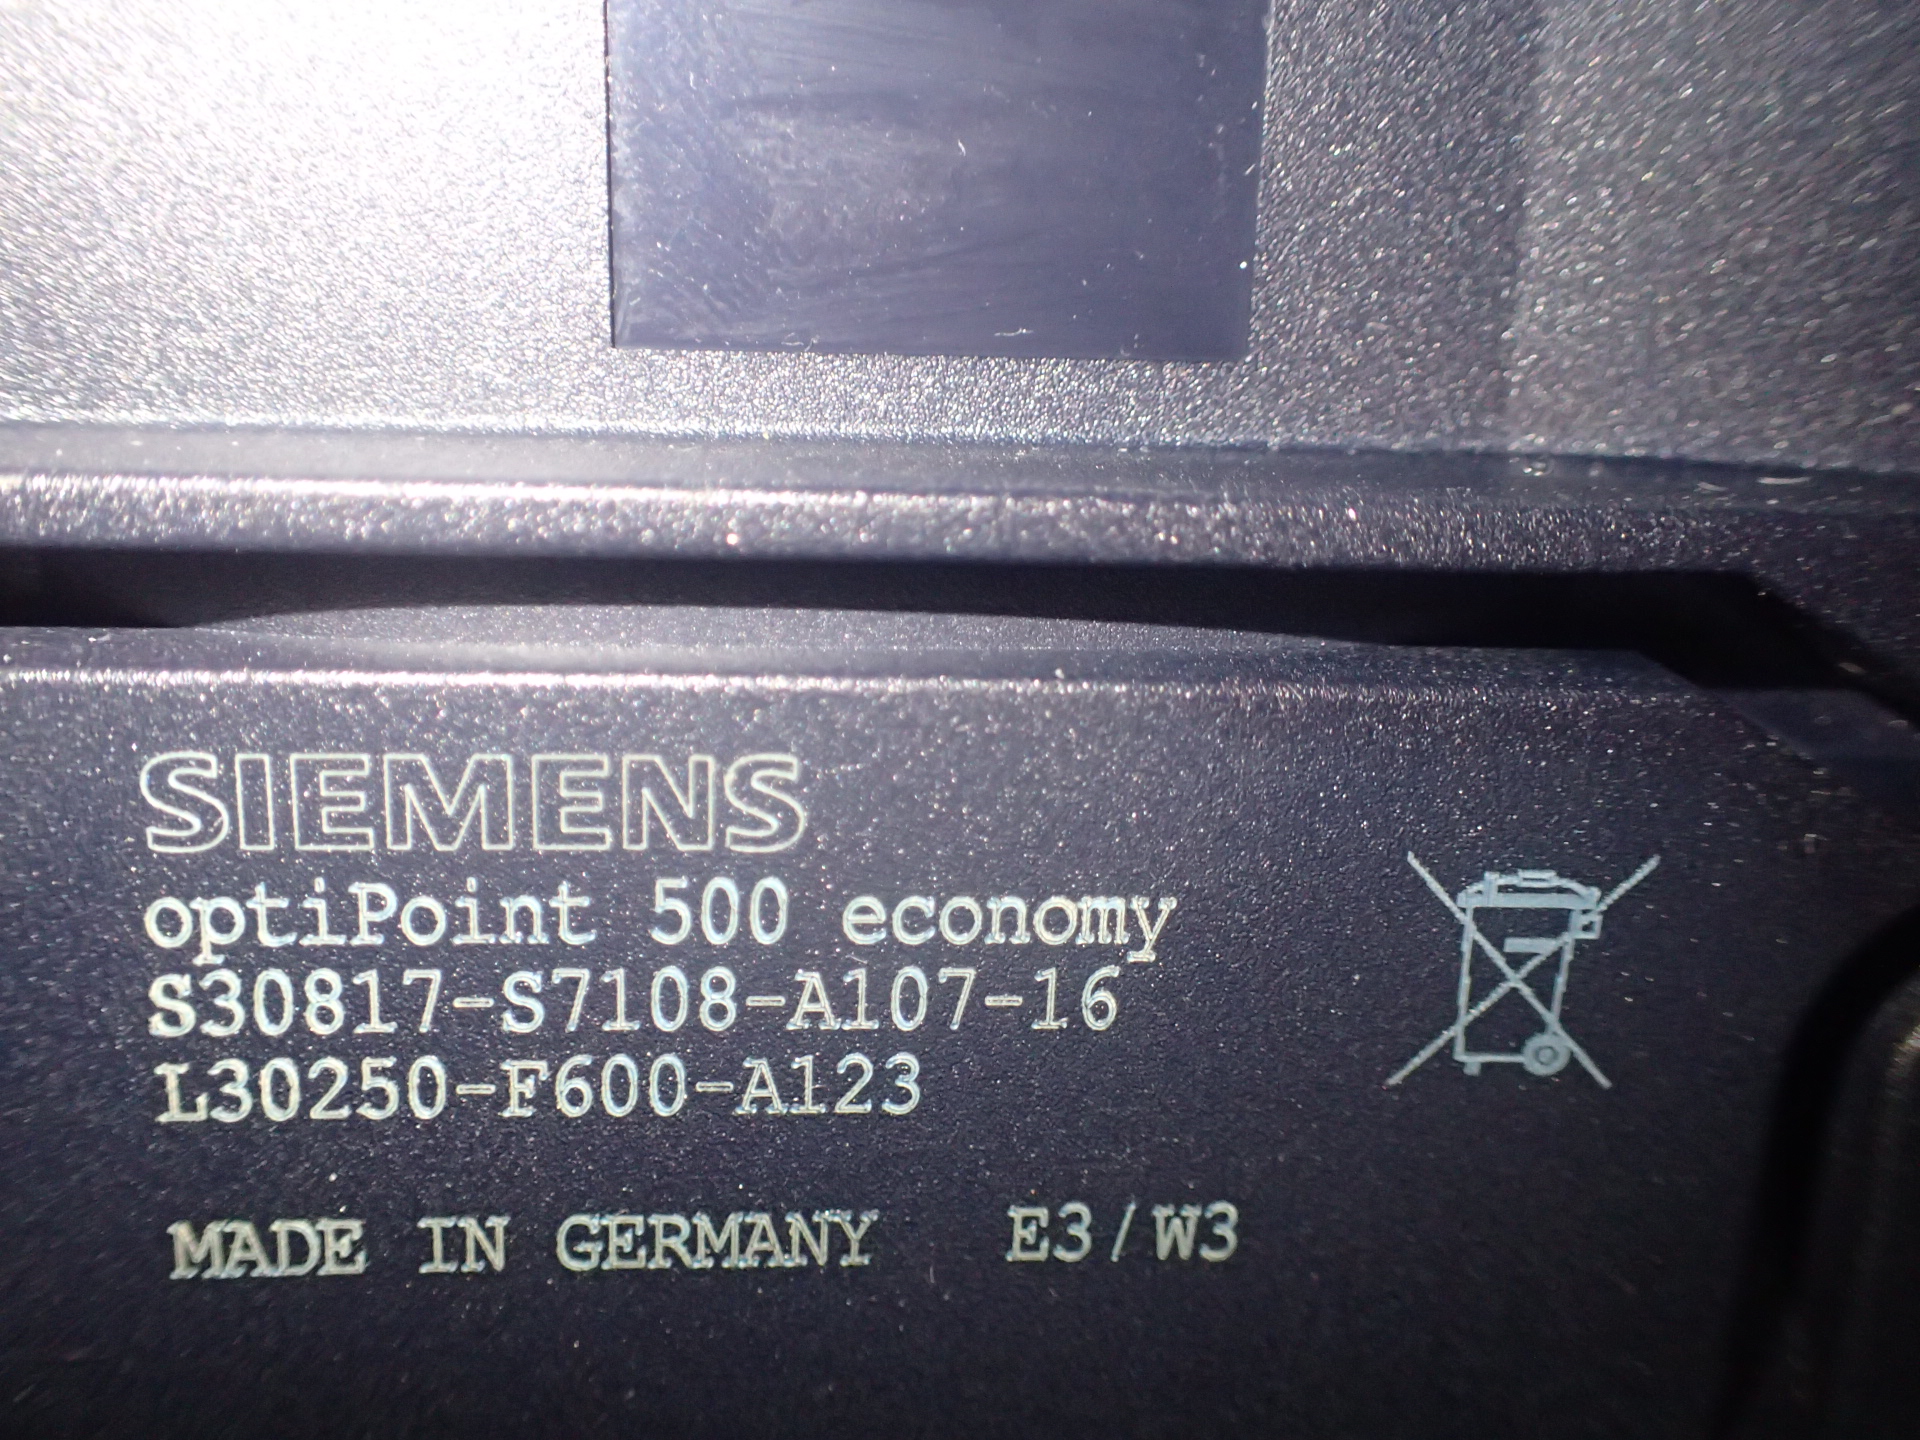 SIEMENS
optiPoint 500 economy
S30817-S7108-A107-16
L30250-F600-A123
MADE IN GERMANY E3/W3